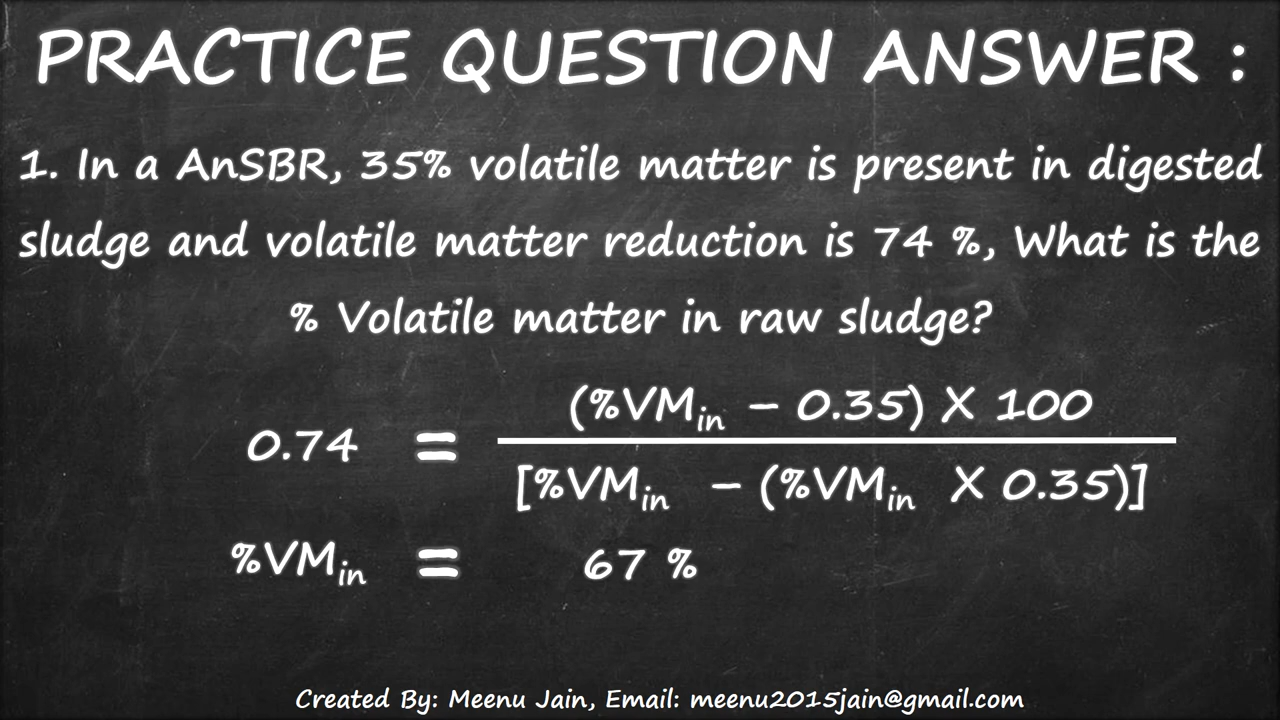 PRACTICE QUESTION ANSWER :
1. In a AnSBR, 35% volatile matter is present in digested
sludge and volatile matter reduction is 74 %, What is the
% Volatile matter in raw sludge?
(%VMin – 0.35) X 100
0.74 =
[%VMin – (%VMin X 0.35)]
%VMin = 67 %
Created By: Meenu Jain, Email: meenu2015jain@gmail.com